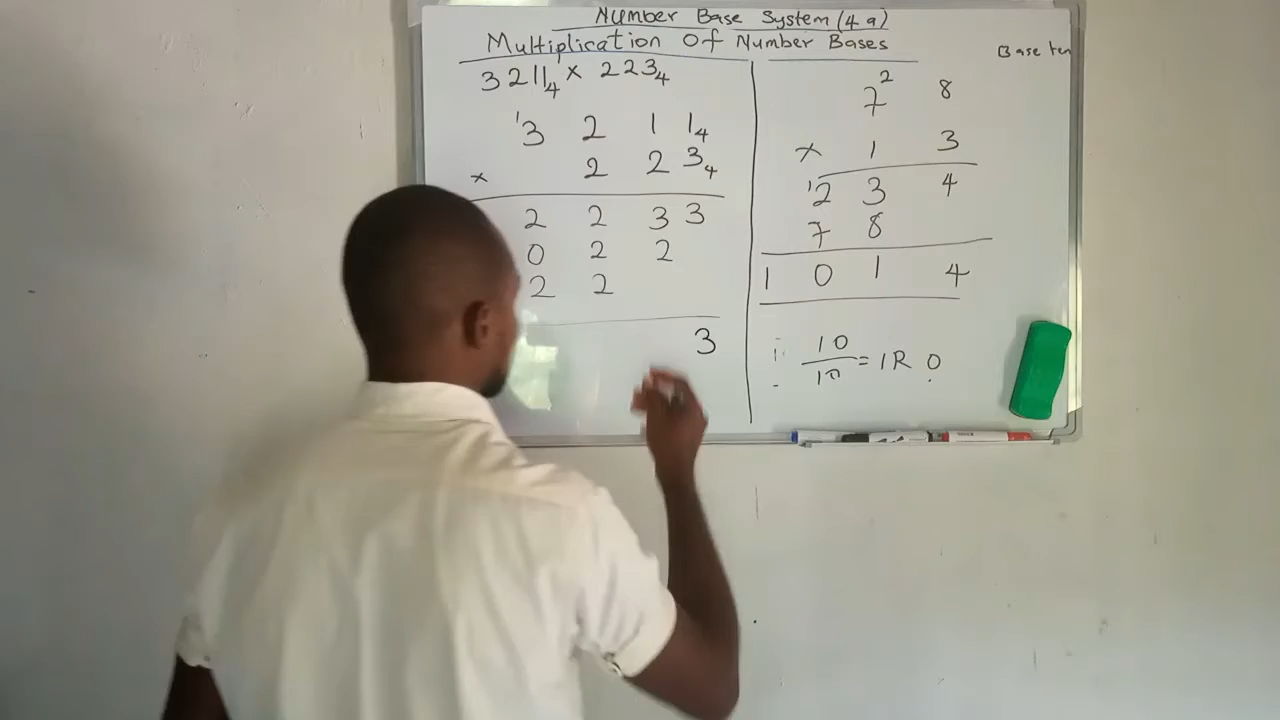 Number Base System (4a)
Multiplication Of Number Bases
3211₄ x 223₄
¹3 2 1 1₄
x 2 2 3₄
2 2 3 3
0 2 2
2 2
3
Base ten
7² 8
x 1 3
¹2 3 4
7 8
1 0 1 4
10/10 = 1R 0